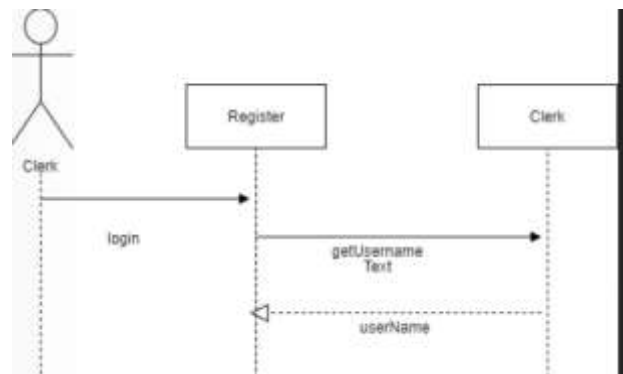 Register
Clerk
Clerk
login
getUsername
Text
userName